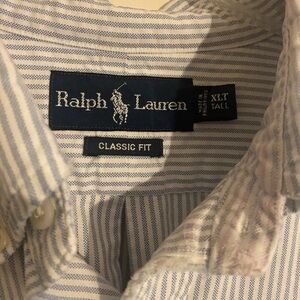 Ralph Lauren
XLT
TALL
CLASSIC FIT